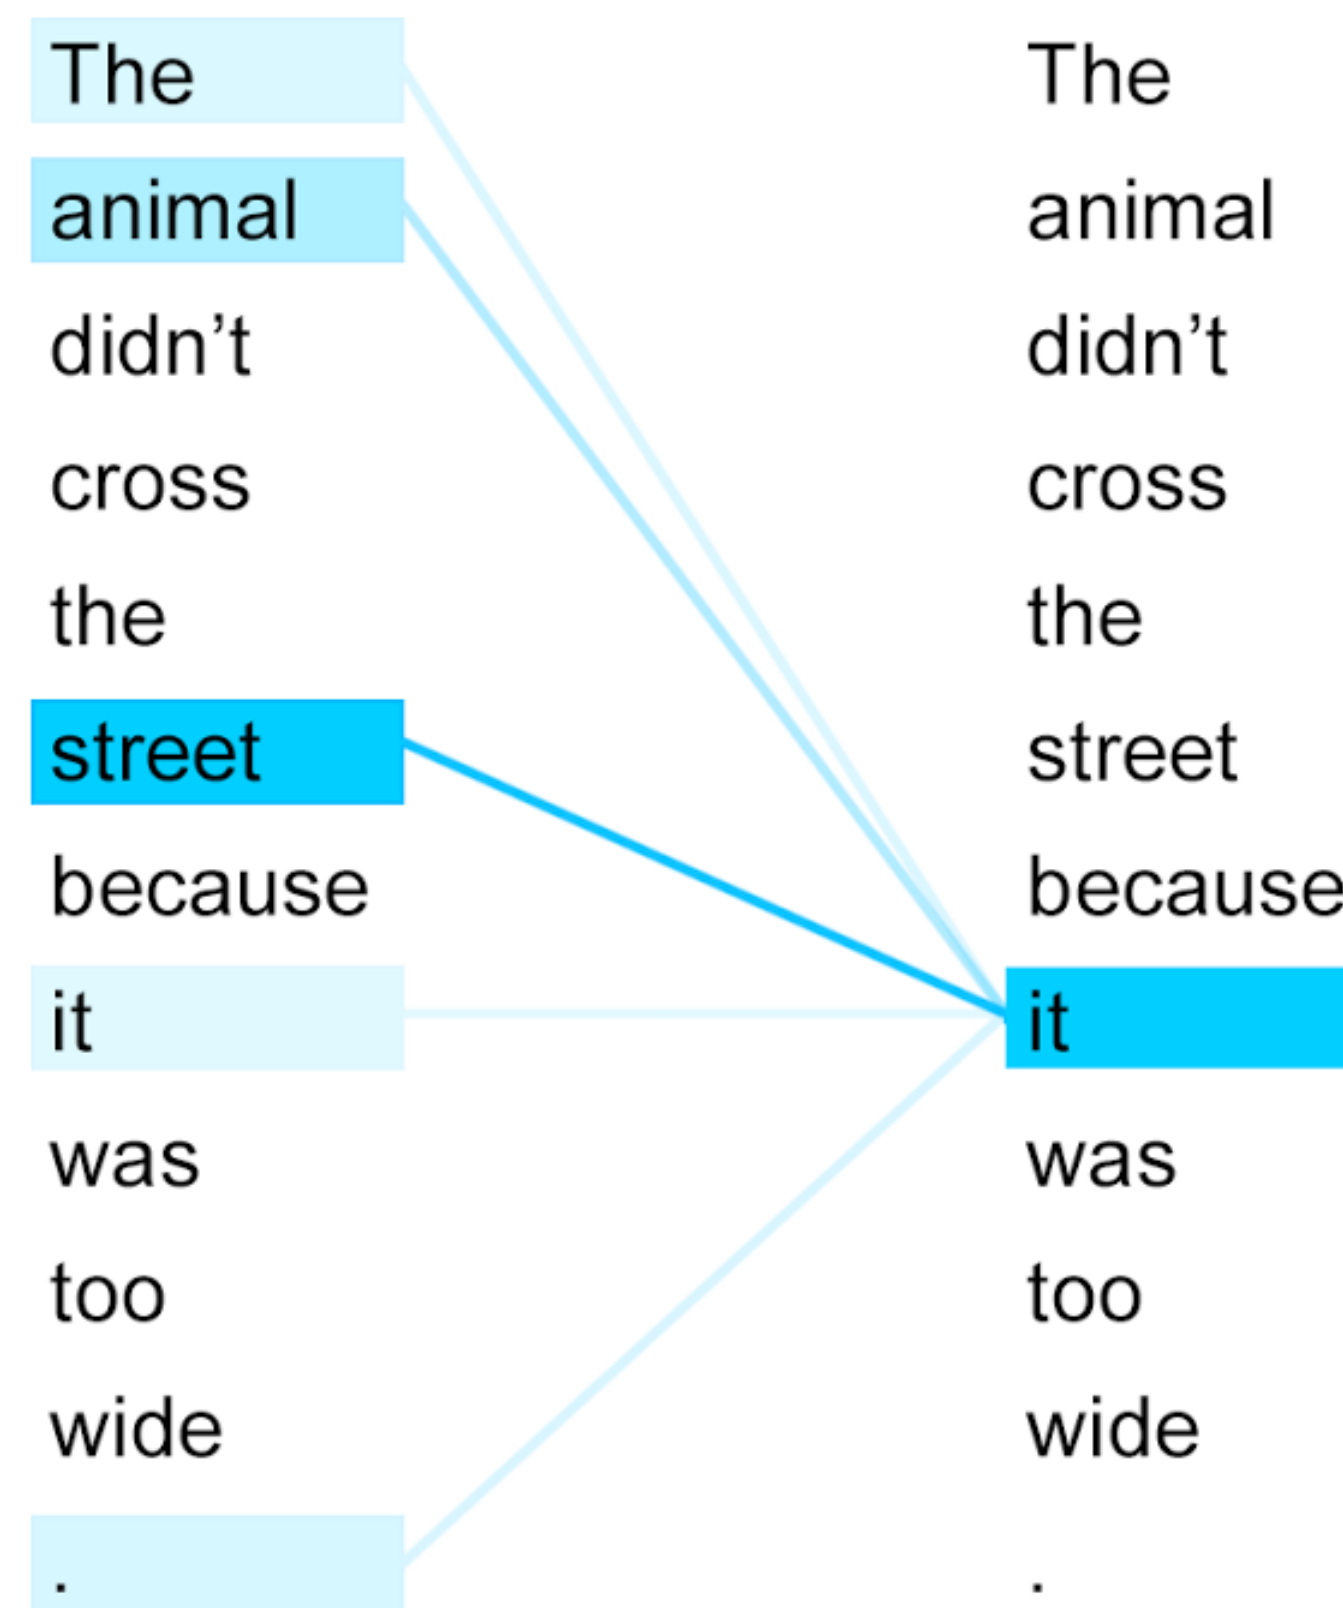 The The
animal animal
didn’t didn’t
cross cross
the the
street street
because because
it it
was was
too too
wide wide
. .